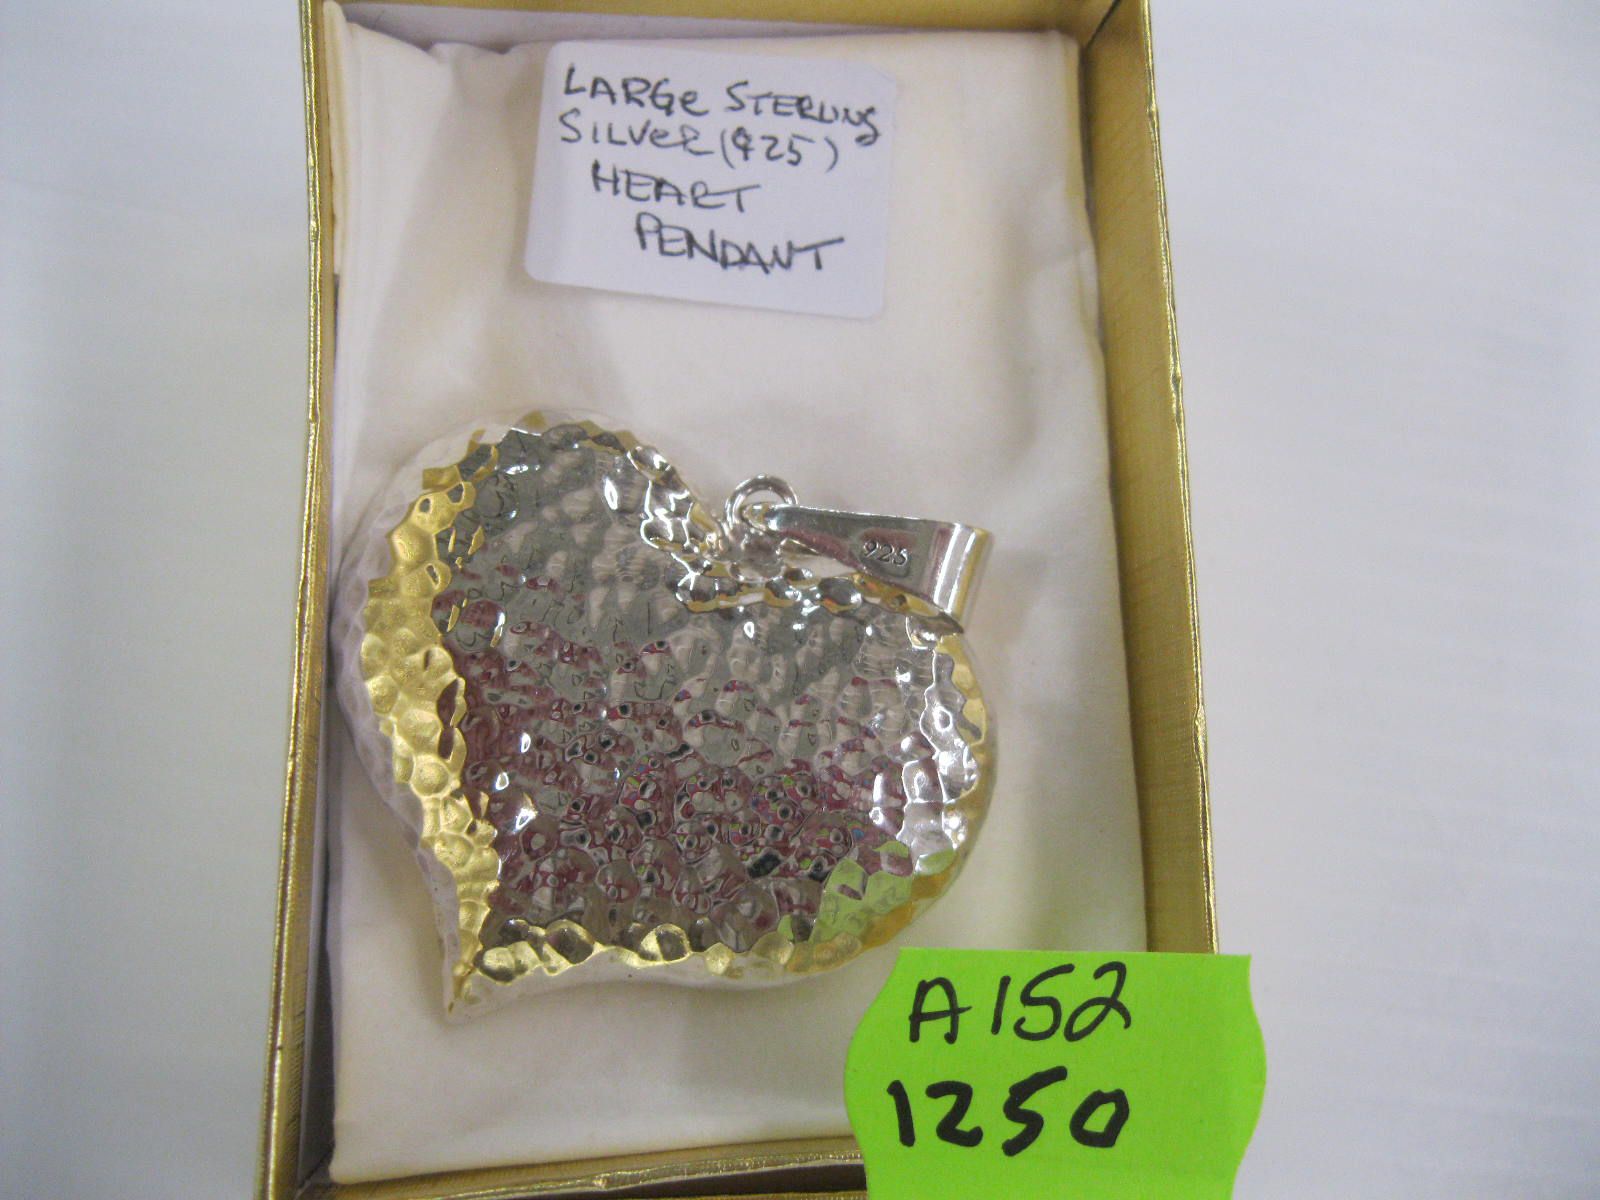 LARGe STERLING
SILVeR (925)
HEART
PENDANT
925
A152
1250